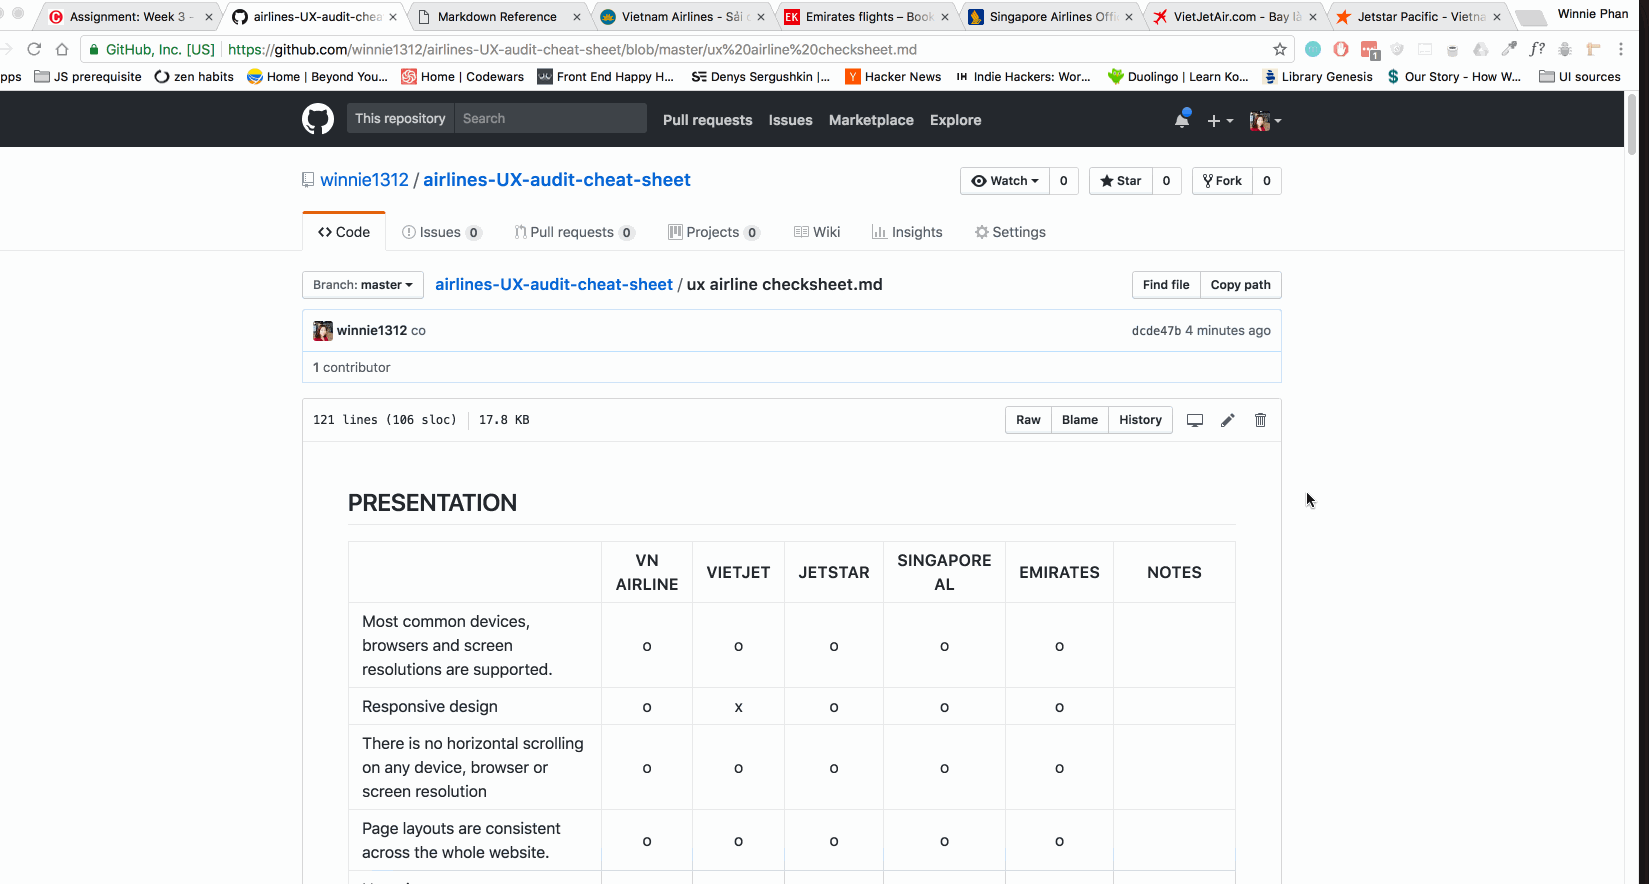 Assignment: Week 3 -
airlines-UX-audit-chea
Markdown Reference
Vietnam Airlines - Sải c
EK Emirates flights – Book
Singapore Airlines Offi
VietJetAir.com - Bay là
Jetstar Pacific - Vietna
Winnie Phan
GitHub, Inc. [US] https://github.com/winnie1312/airlines-UX-audit-cheat-sheet/blob/master/ux%20airline%20checksheet.md
1
f?
pps JS prerequisite zen habits Home | Beyond You... Home | Codewars Front End Happy H... Denys Sergushkin |... Y Hacker News IH Indie Hackers: Wor... Duolingo | Learn Ko... Library Genesis $ Our Story - How W... UI sources
This repository Search Pull requests Issues Marketplace Explore
winnie1312 / airlines-UX-audit-cheat-sheet
Watch 0 Star 0 Fork 0
Code Issues 0 Pull requests 0 Projects 0 Wiki Insights Settings
Branch: master airlines-UX-audit-cheat-sheet / ux airline checksheet.md Find file Copy path
winnie1312 co dcde47b 4 minutes ago
1 contributor
121 lines (106 sloc) 17.8 KB Raw Blame History
PRESENTATION
VN AIRLINE VIETJET JETSTAR SINGAPORE AL EMIRATES NOTES
Most common devices,
browsers and screen o o o o o
resolutions are supported.
Responsive design o x o o o
There is no horizontal scrolling
on any device, browser or o o o o o
screen resolution
Page layouts are consistent
across the whole website. o o o o o